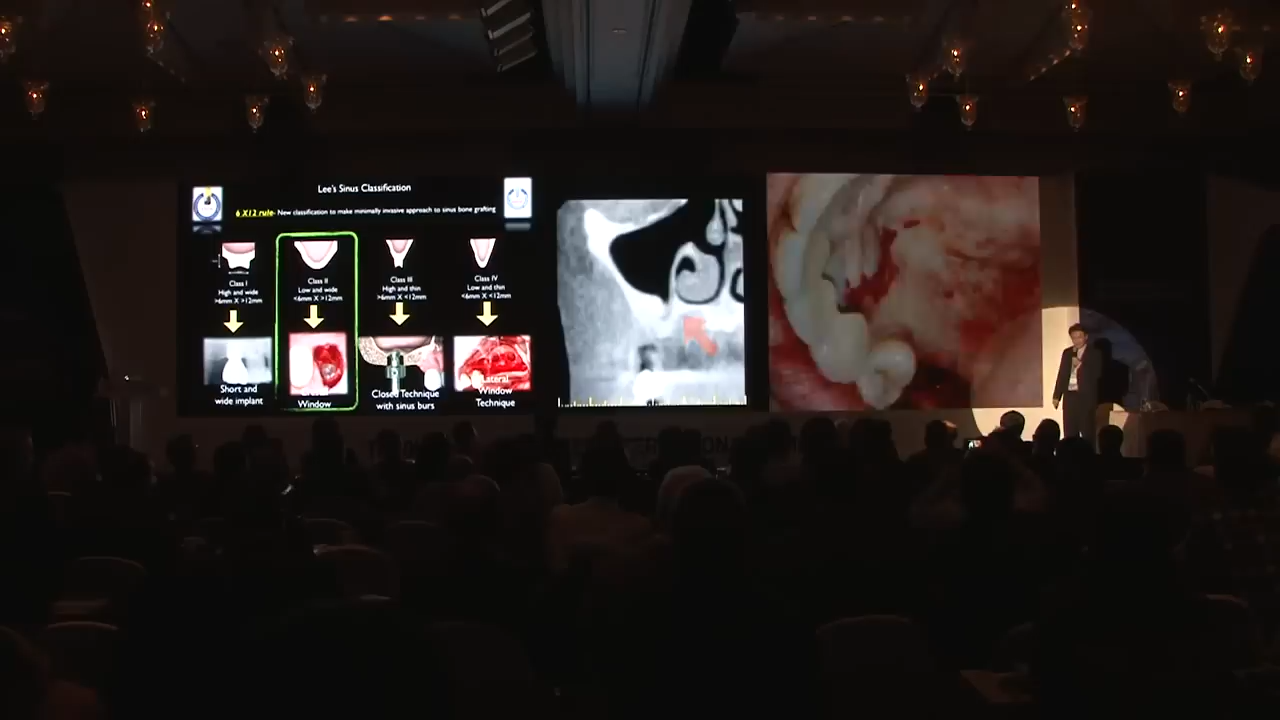 Lee's Sinus Classification
6 X12 rule- New classification to make minimally invasive approach to sinus bone grafting
Class I
High and wide
>6mm X >12mm
Class II
Low and wide
<6mm X >12mm
Class III
High and thin
>6mm X <12mm
Class IV
Low and thin
<6mm X <12mm
Short and
wide implant
Window
Closed Technique
with sinus burs
Lateral
Window
Technique